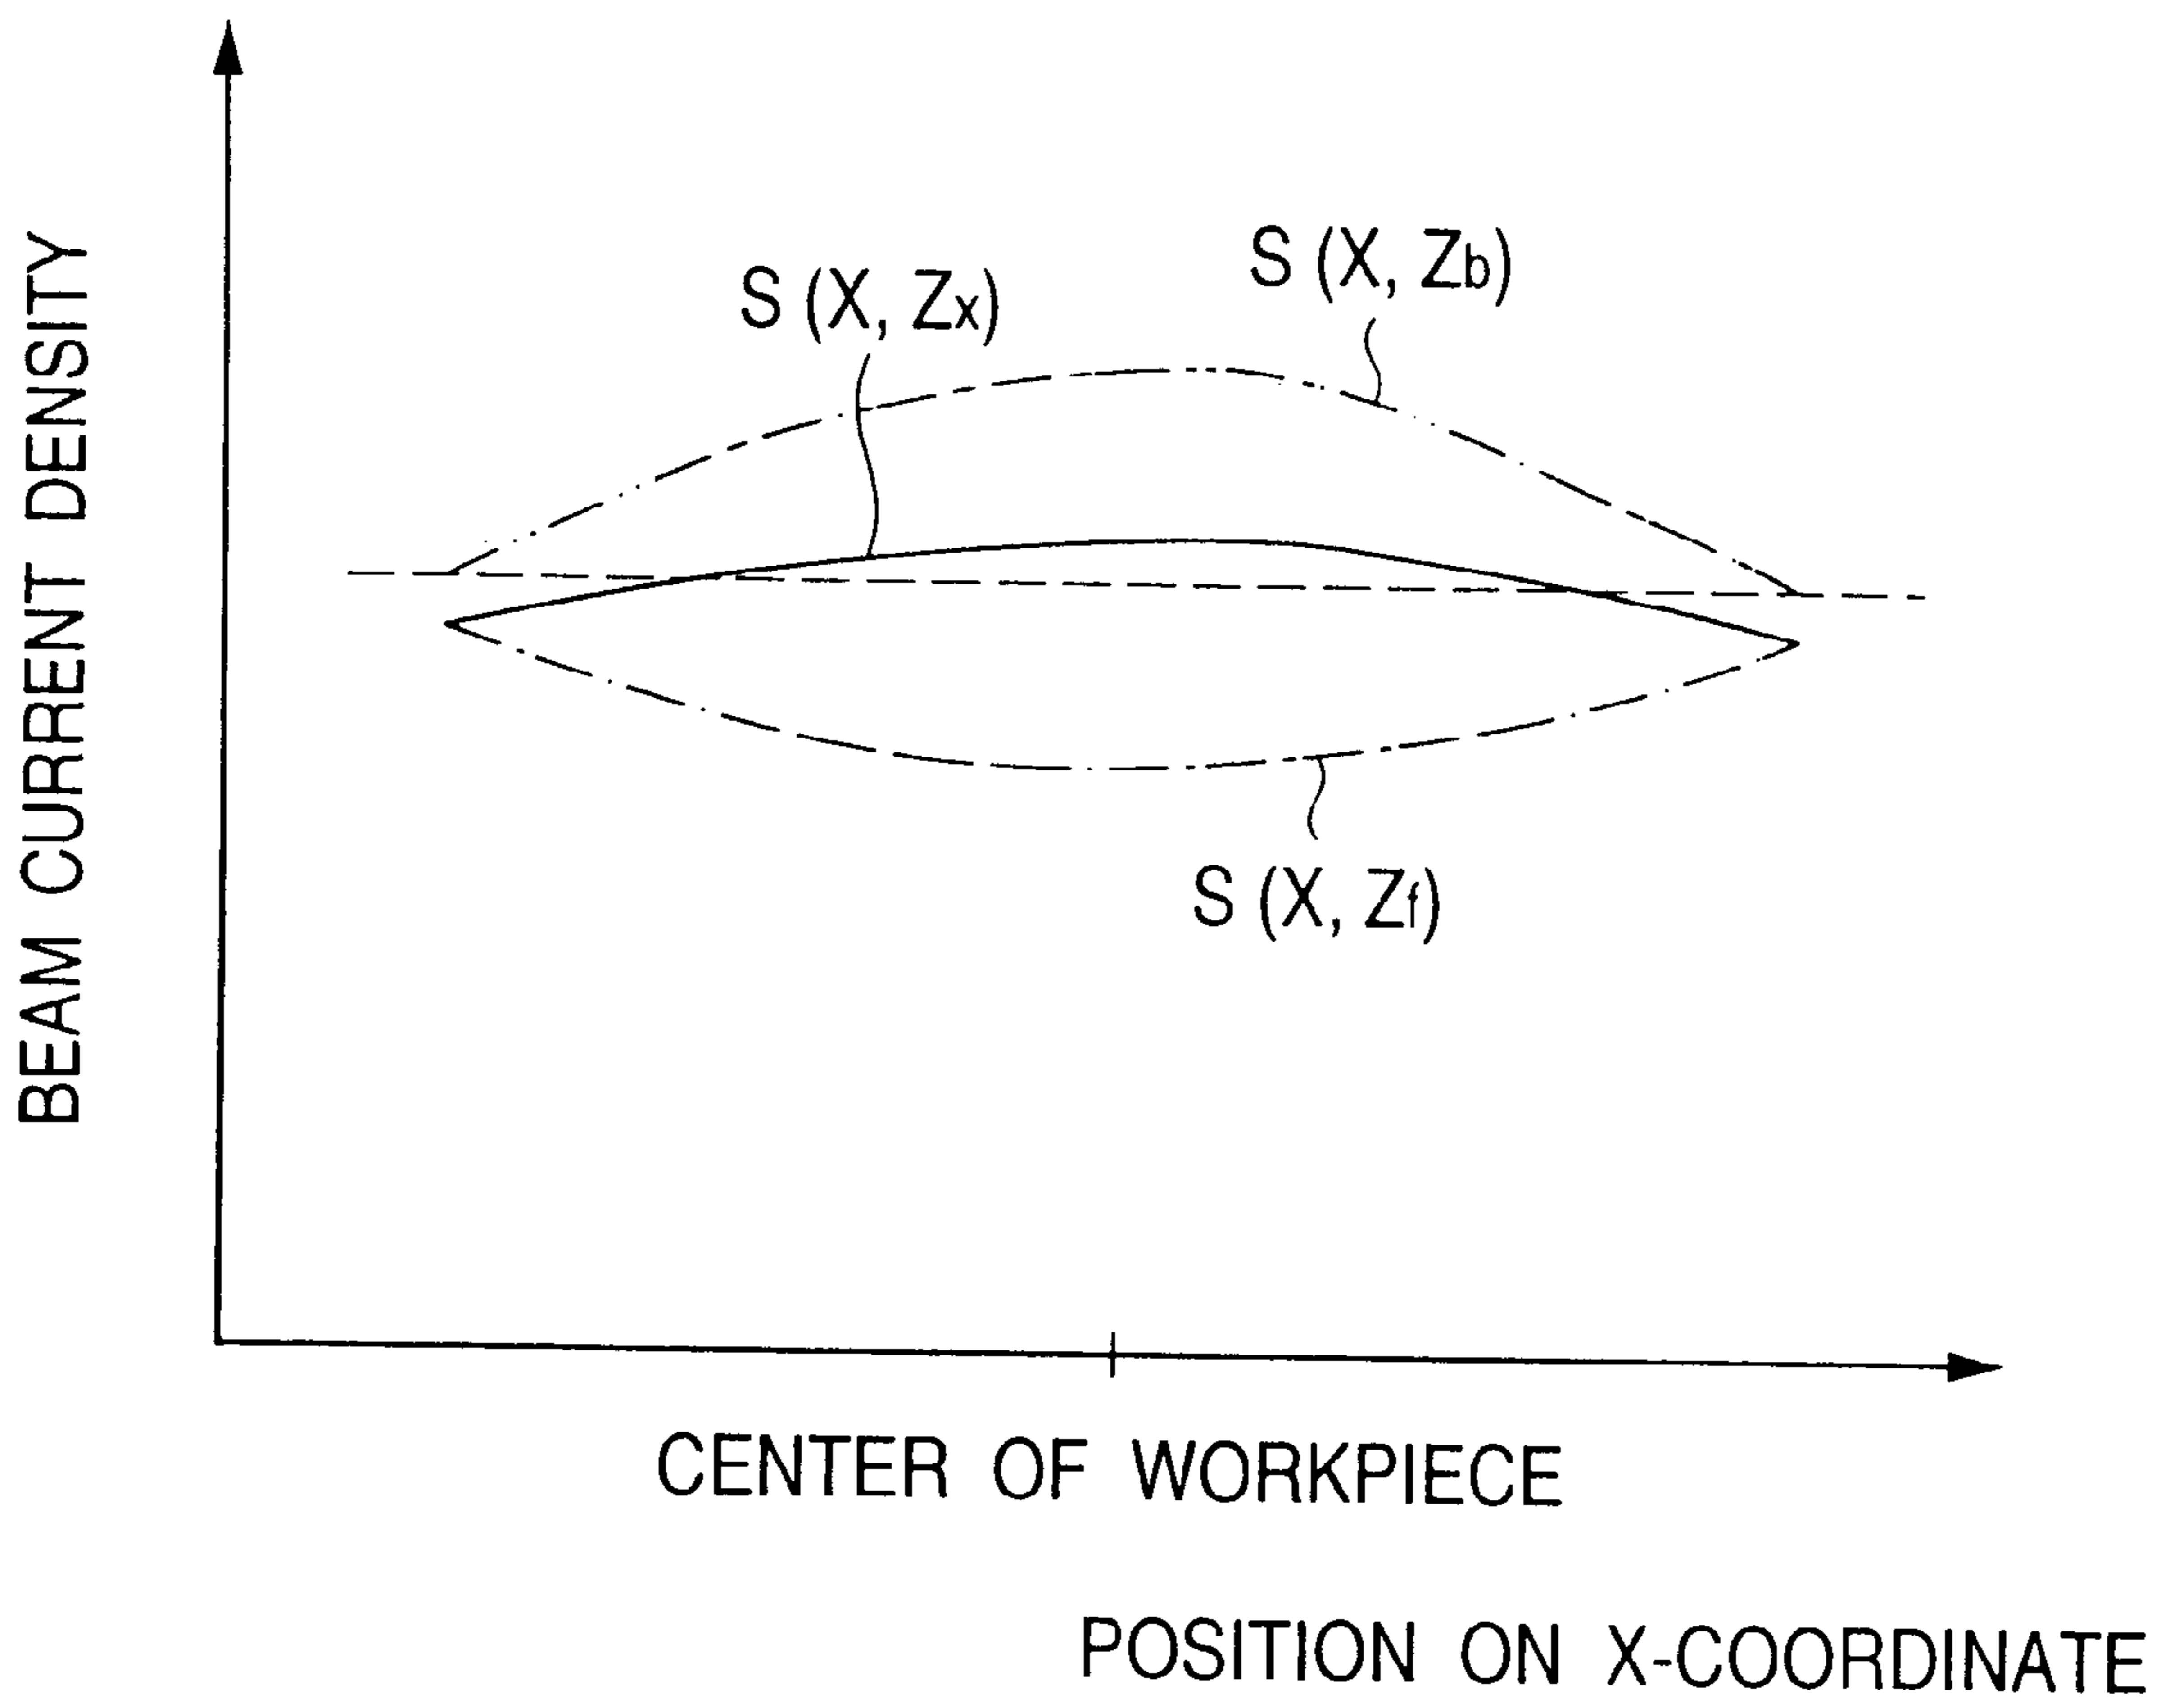 BEAM CURRENT DENSITY
S (X, Zx)
S (X, Zb)
S (X, Zf)
CENTER OF WORKPIECE
POSITION ON X-COORDINATE